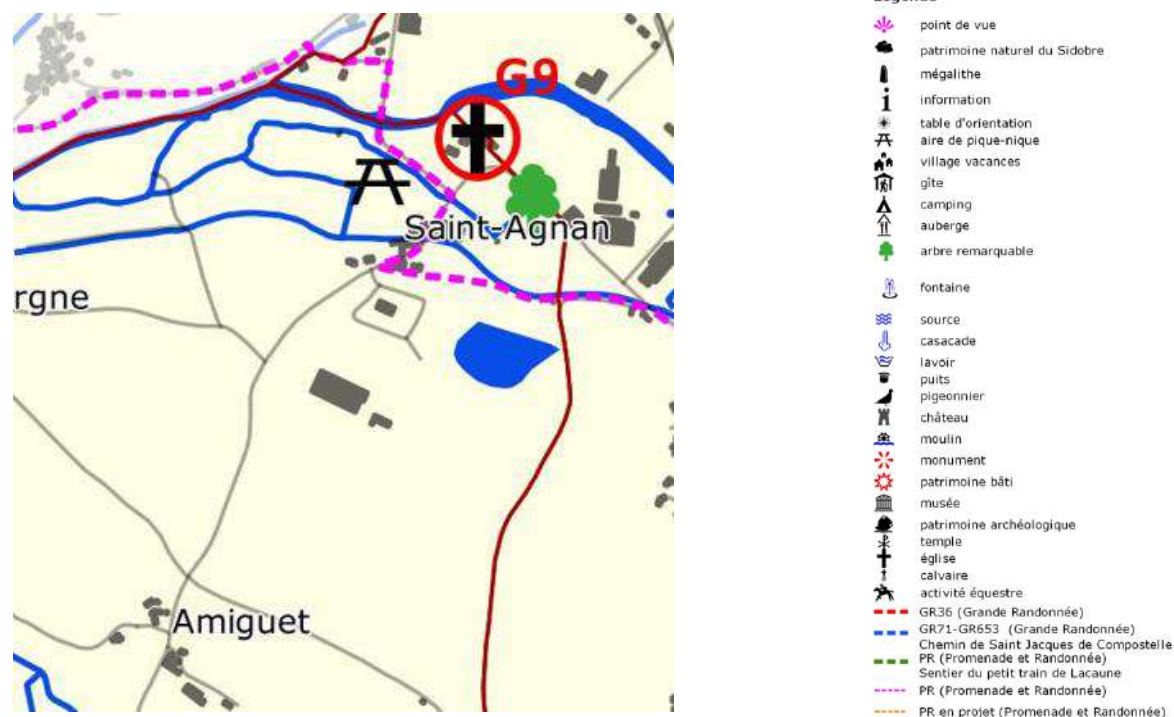 G9
Saint-Agnan
rgne
Amiguet
Légende
point de vue
patrimoine naturel du Sidobre
mégalithe
information
table d'orientation
aire de pique-nique
village vacances
gîte
camping
auberge
arbre remarquable
fontaine
source
casacade
lavoir
puits
pigeonnier
château
moulin
monument
patrimoine bâti
musée
patrimoine archéologique
temple
église
calvaire
activité équestre
GR36 (Grande Randonnée)
GR71-GR653 (Grande Randonnée)
Chemin de Saint Jacques de Compostelle
PR (Promenade et Randonnée)
Sentier du petit train de Lacaune
PR (Promenade et Randonnée)
PR en projet (Promenade et Randonnée)